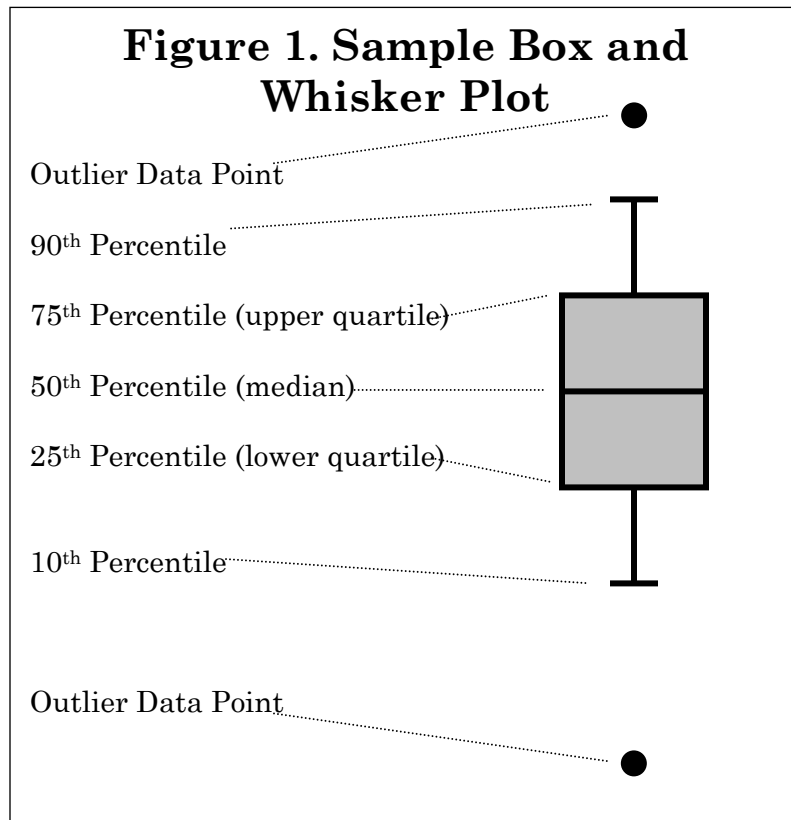 Figure 1. Sample Box and
Whisker Plot
Outlier Data Point
90th Percentile
75th Percentile (upper quartile)
50th Percentile (median)
25th Percentile (lower quartile)
10th Percentile
Outlier Data Point